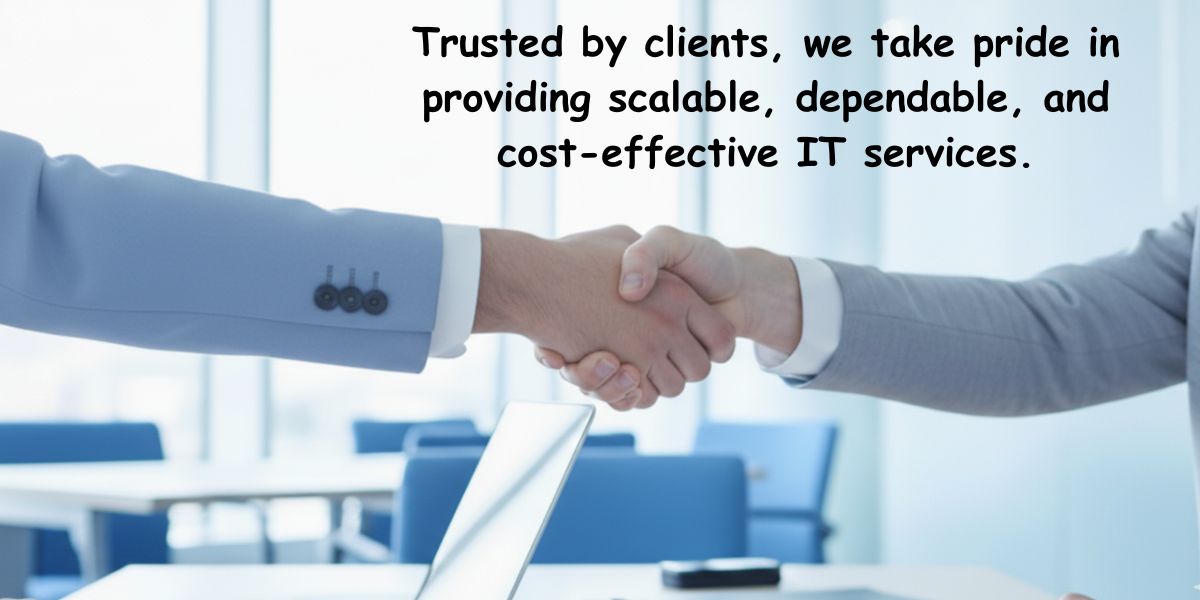 Trusted by clients, we take pride in
providing scalable, dependable, and
cost-effective IT services.